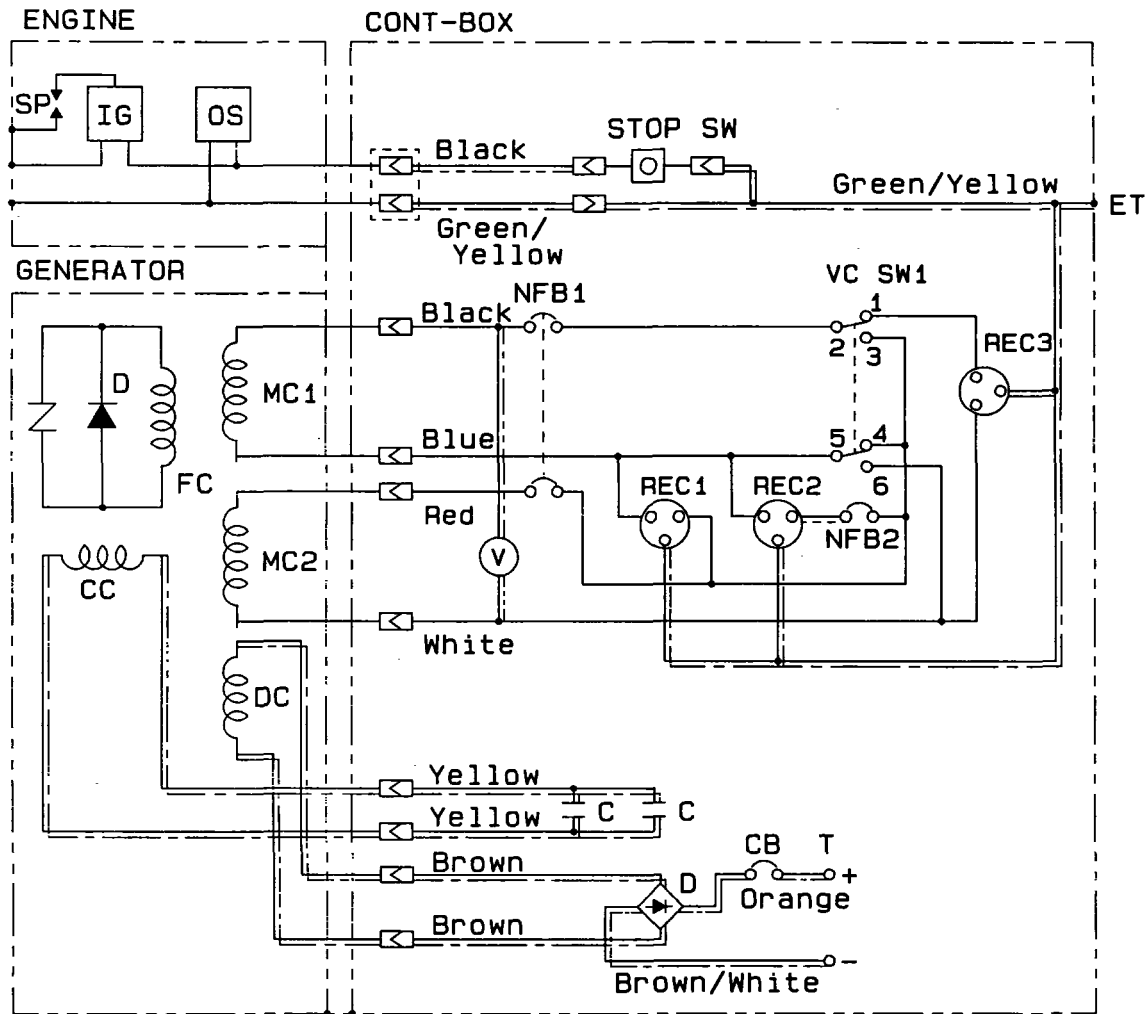 ENGINE
CONT-BOX
SP
IG
OS
STOP SW
Black
Green/Yellow
ET
Green/
Yellow
GENERATOR
VC SW1
NFB1
Black
1
2
3
REC3
D
MC1
Blue
5
4
6
FC
REC1
REC2
Red
NFB2
MC2
V
CC
White
DC
Yellow
C
C
Yellow
Brown
CB
T
D
+
Orange
Brown
-
Brown/White